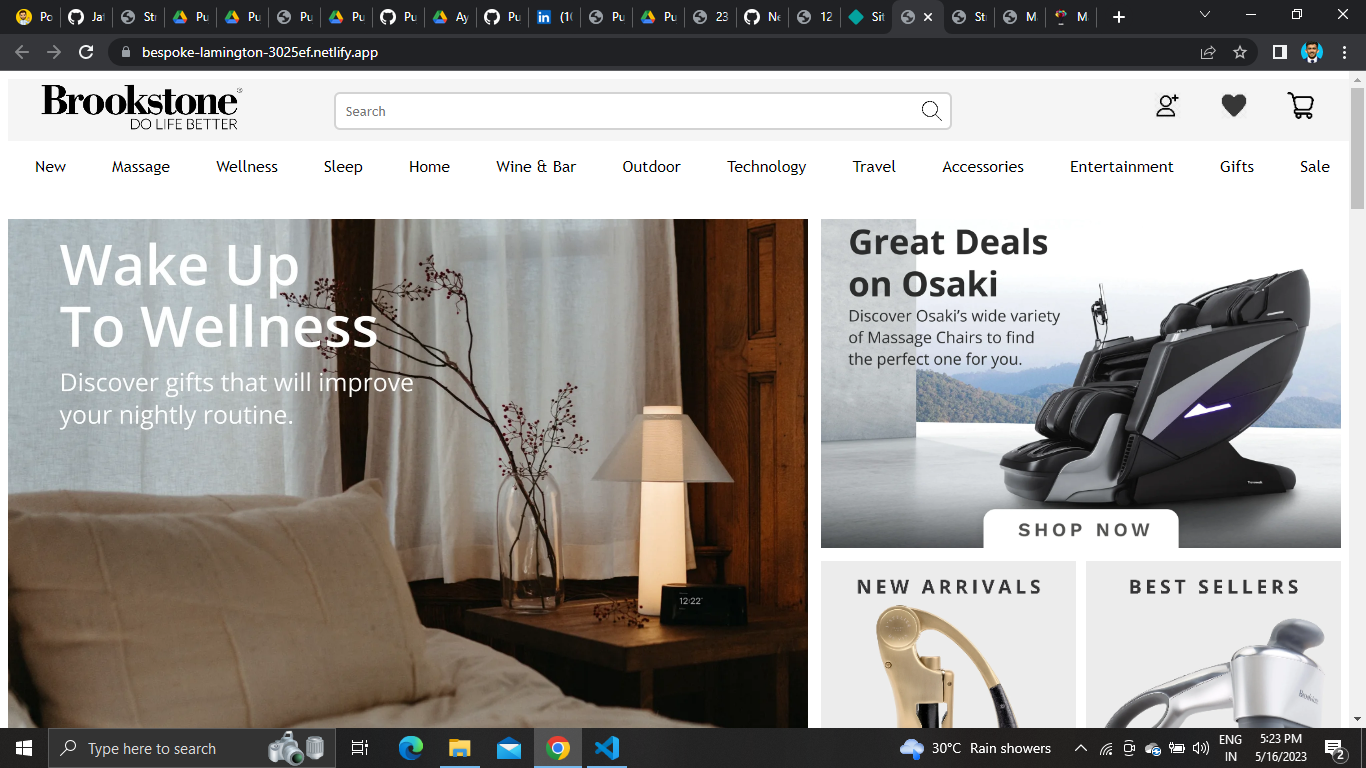 Po
Ja
Str
Pu
Pu
Pu
Pu
Pu
Ay
Pu
(1
Pu
Pu
23
Ne
12
Sit
Str
M
M
bespoke-lamington-3025ef.netlify.app
Brookstone
DO LIFE BETTER
Search
New Massage Wellness Sleep Home Wine & Bar Outdoor Technology Travel Accessories Entertainment Gifts Sale
Wake Up
To Wellness
Discover gifts that will improve
your nightly routine.
12:22
Great Deals
on Osaki
Discover Osaki’s wide variety
of Massage Chairs to find
the perfect one for you.
SHOP NOW
NEW ARRIVALS
BEST SELLERS
Brookstone
Type here to search
30°C Rain showers
ENG
IN
5:23 PM
5/16/2023
2